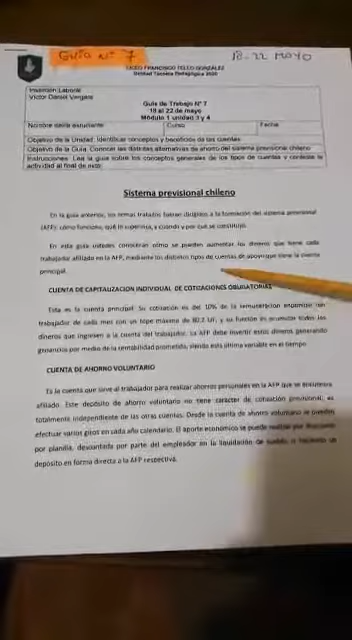 Guía N° 7
18-22 MAYO
LICEO FRANCISCO TELLO GONZALEZ
Unidad Técnica Pedagógica 2020
Inserción Laboral
Víctor Daniel Vergara
Guía de Trabajo N° 7
18 al 22 de mayo
Módulo 1 unidad 3 y 4
Nombre del/la estudiante: Curso: Fecha:
Objetivo de la Unidad: Identificar conceptos y beneficios de las cuentas
Objetivo de la Guía: Conocer las distintas alternativas de ahorro del sistema previsional chileno
Instrucciones: Lea la guía sobre los conceptos generales de los tipos de cuentas y conteste la
actividad al final de esta.
Sistema previsional chileno
En la guía anterior, los temas tratados fueron dirigidos a la formación del sistema previsional
(AFP), cómo funciona, qué lo supervisa, y cuándo y por qué se constituyó.
En esta guía ustedes conocerán cómo se pueden aumentar los dineros que tiene cada
trabajador afiliado en la AFP, mediante los distintos tipos de cuentas de apoyo que tiene la cuenta
principal.
CUENTA DE CAPITALIZACIÓN INDIVIDUAL DE COTIZACIONES OBLIGATORIAS
Esta es la cuenta principal. Su cotización es del 10% de la remuneración imponible del
trabajador de cada mes con un tope máximo de 80.2 UF, y su función es acumular todos los
dineros que ingresen a la cuenta del trabajador. La AFP debe invertir estos dineros generando
ganancias por medio de la rentabilidad prometida, siendo esta última variable en el tiempo.
CUENTA DE AHORRO VOLUNTARIO
Es la cuenta que sirve al trabajador para realizar ahorros personales en la AFP que se encuentra
afiliado. Este depósito de ahorro voluntario no tiene carácter de cotización previsional, es
totalmente independiente de las otras cuentas. Desde la cuenta de ahorro voluntario se pueden
efectuar varios giros en cada año calendario. El aporte económico se puede realizar por descuento
por planilla, descontada por parte del empleador en la liquidación de sueldo o haciendo un
depósito en forma directa a la AFP respectiva.